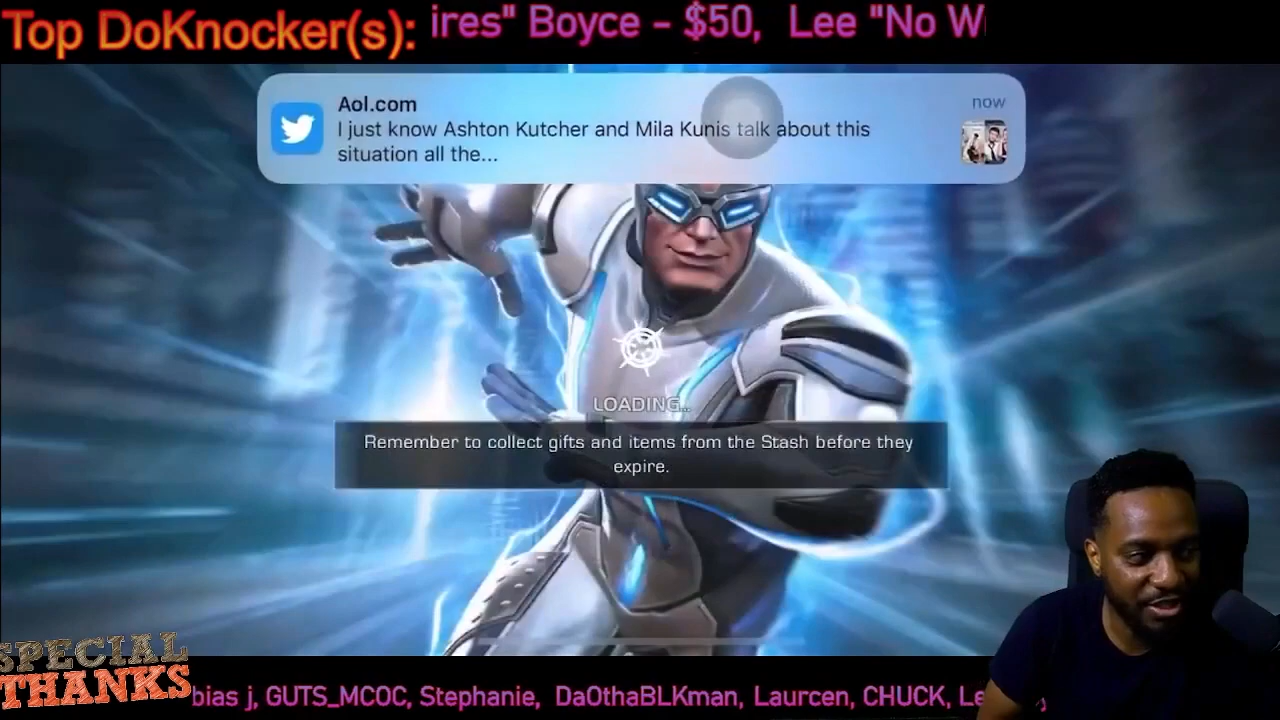 Top DoKnocker(s): ires" Boyce - $50, Lee "No W
Aol.com
now
I just know Ashton Kutcher and Mila Kunis talk about this
situation all the...
LOADING...
Remember to collect gifts and items from the Stash before they
expire.
SPECIAL
THANKS
bias j, GUTS_MCOC, Stephanie, DaOthaBLKman, Laurcen, CHUCK, Le